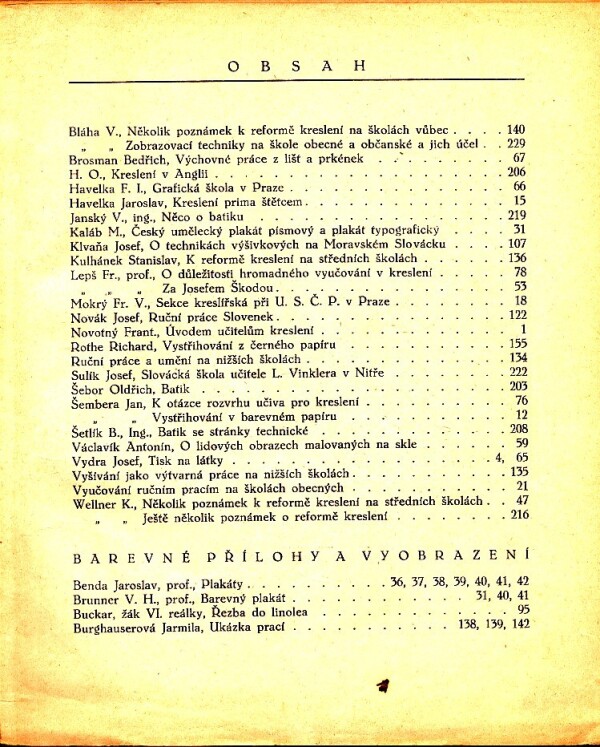 OBSAH
Bláha V., Několik poznámek k reformě kreslení na školách vůbec . . . . 140
„ „ Zobrazovací techniky na škole obecné a občanské a jich účel . 229
Brosman Bedřich, Výchovné práce z lišt a prkének . . . . . . . . 67
H. O., Kreslení v Anglii . . . . . . . . . . . . . . . . . . . 206
Havelka F. I., Grafická škola v Praze . . . . . . . . . . . . . . 66
Havelka Jaroslav, Kreslení prima štětcem . . . . . . . . . . . . . 15
Janský V., ing., Něco o batiku . . . . . . . . . . . . . . . . . 219
Kaláb M., Český umělecký plakát písmový a plakát typografický . . . . 31
Klvaňa Josef, O technikách výšivkových na Moravském Slovácku . . . . 107
Kulhánek Stanislav, K reformě kreslení na středních školách . . . . . . 136
Lepš Fr., prof., O důležitosti hromadného vyučování v kreslení . . . . . 78
„ „ „ Za Josefem Škodou . . . . . . . . . . . . . . 53
Mokrý Fr. V., Sekce kreslířská při U. S. Č. P. v Praze . . . . . . . . 18
Novák Josef, Ruční práce Slovenek . . . . . . . . . . . . . . . 122
Novotný Frant., Úvodem učitelům kreslení . . . . . . . . . . . . . 1
Rothe Richard, Vystřihování z černého papíru . . . . . . . . . . . 155
Ruční práce a umění na nižších školách . . . . . . . . . . . . . . 134
Sulík Josef, Slovácká škola učitele L. Vinklera v Nitře . . . . . . . . 222
Šebor Oldřich, Batik . . . . . . . . . . . . . . . . . . . . . 203
Šembera Jan, K otázce rozvrhu učiva pro kreslení . . . . . . . . . . 76
„ „ Vystřihování v barevném papíru . . . . . . . . . . . 12
Šetlík B., Ing., Batik se stránky technické . . . . . . . . . . . . . 208
Václavík Antonín, O lidových obrazech malovaných na skle . . . . . . 59
Vydra Josef, Tisk na látky . . . . . . . . . . . . . . . . . 4, 65
Vyšívání jako výtvarná práce na nižších školách . . . . . . . . . . . 135
Vyučování ručním pracím na školách obecných . . . . . . . . . . . 21
Wellner K., Několik poznámek k reformě kreslení na středních školách . . 47
„ „ Ještě několik poznámek o reformě kreslení . . . . . . . 216
BAREVNÉ PŘÍLOHY A VYOBRAZENÍ
Benda Jaroslav, prof., Plakáty . . . . . . . . . . 36, 37, 38, 39, 40, 41, 42
Brunner V. H., prof., Barevný plakát . . . . . . . . . . . . . 31, 40, 41
Buckar, žák VI. reálky, Řezba do linolea . . . . . . . . . . . . . 95
Burghauserová Jarmila, Ukázka prací . . . . . . . . . . . 138, 139, 142